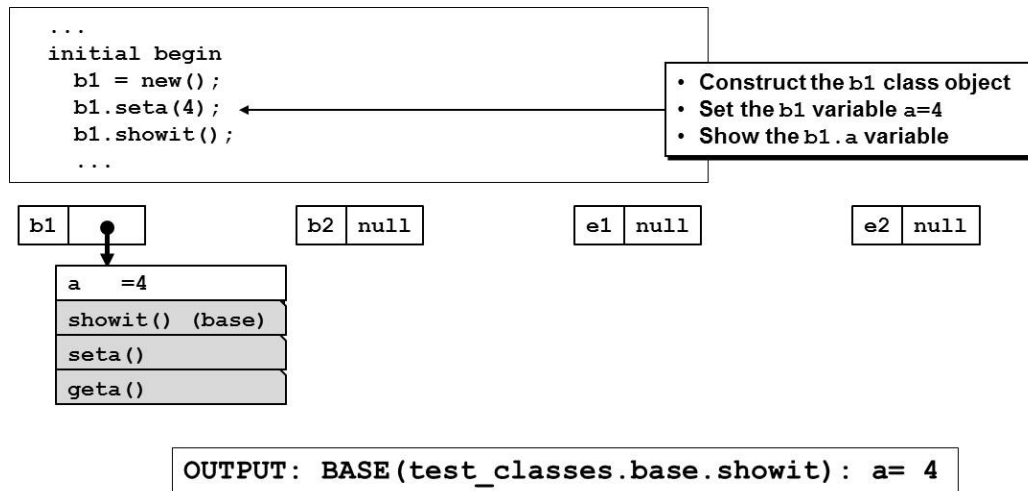 ...
initial begin
b1 = new();
b1.seta(4);
b1.showit();
...
• Construct the b1 class object
• Set the b1 variable a=4
• Show the b1.a variable
b1
b2 null
e1 null
e2 null
a =4
showit() (base)
seta()
geta()
OUTPUT: BASE(test_classes.base.showit): a= 4